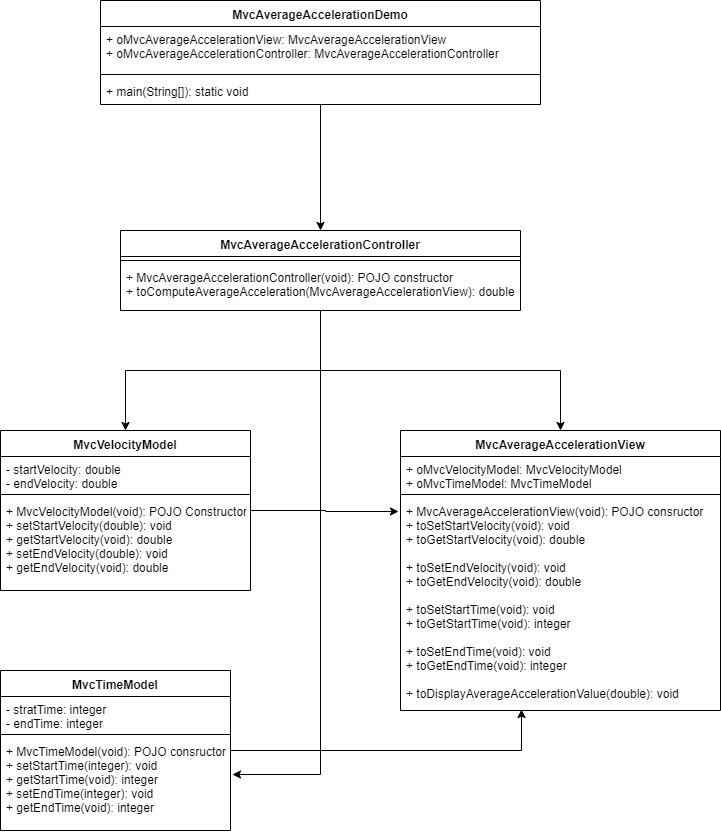 MvcAverageAccelerationDemo
+ oMvcAverageAccelerationView: MvcAverageAccelerationView
+ oMvcAverageAccelerationController: MvcAverageAccelerationController
+ main(String[]): static void
MvcAverageAccelerationController
+ MvcAverageAccelerationController(void): POJO constructor
+ toComputeAverageAcceleration(MvcAverageAccelerationView): double
MvcVelocityModel
- startVelocity: double
- endVelocity: double
+ MvcVelocityModel(void): POJO Constructor
+ setStartVelocity(double): void
+ getStartVelocity(void): double
+ setEndVelocity(double): void
+ getEndVelocity(void): double
MvcAverageAccelerationView
+ oMvcVelocityModel: MvcVelocityModel
+ oMvcTimeModel: MvcTimeModel
+ MvcAverageAccelerationView(void): POJO consructor
+ toSetStartVelocity(void): void
+ toGetStartVelocity(void): double
+ toSetEndVelocity(void): void
+ toGetEndVelocity(void): double
+ toSetStartTime(void): void
+ toGetStartTime(void): integer
+ toSetEndTime(void): void
+ toGetEndTime(void): integer
+ toDisplayAverageAccelerationValue(double): void
MvcTimeModel
- stratTime: integer
- endTime: integer
+ MvcTimeModel(void): POJO consructor
+ setStartTime(integer): void
+ getStartTime(void): integer
+ setEndTime(integer): void
+ getEndTime(void): integer